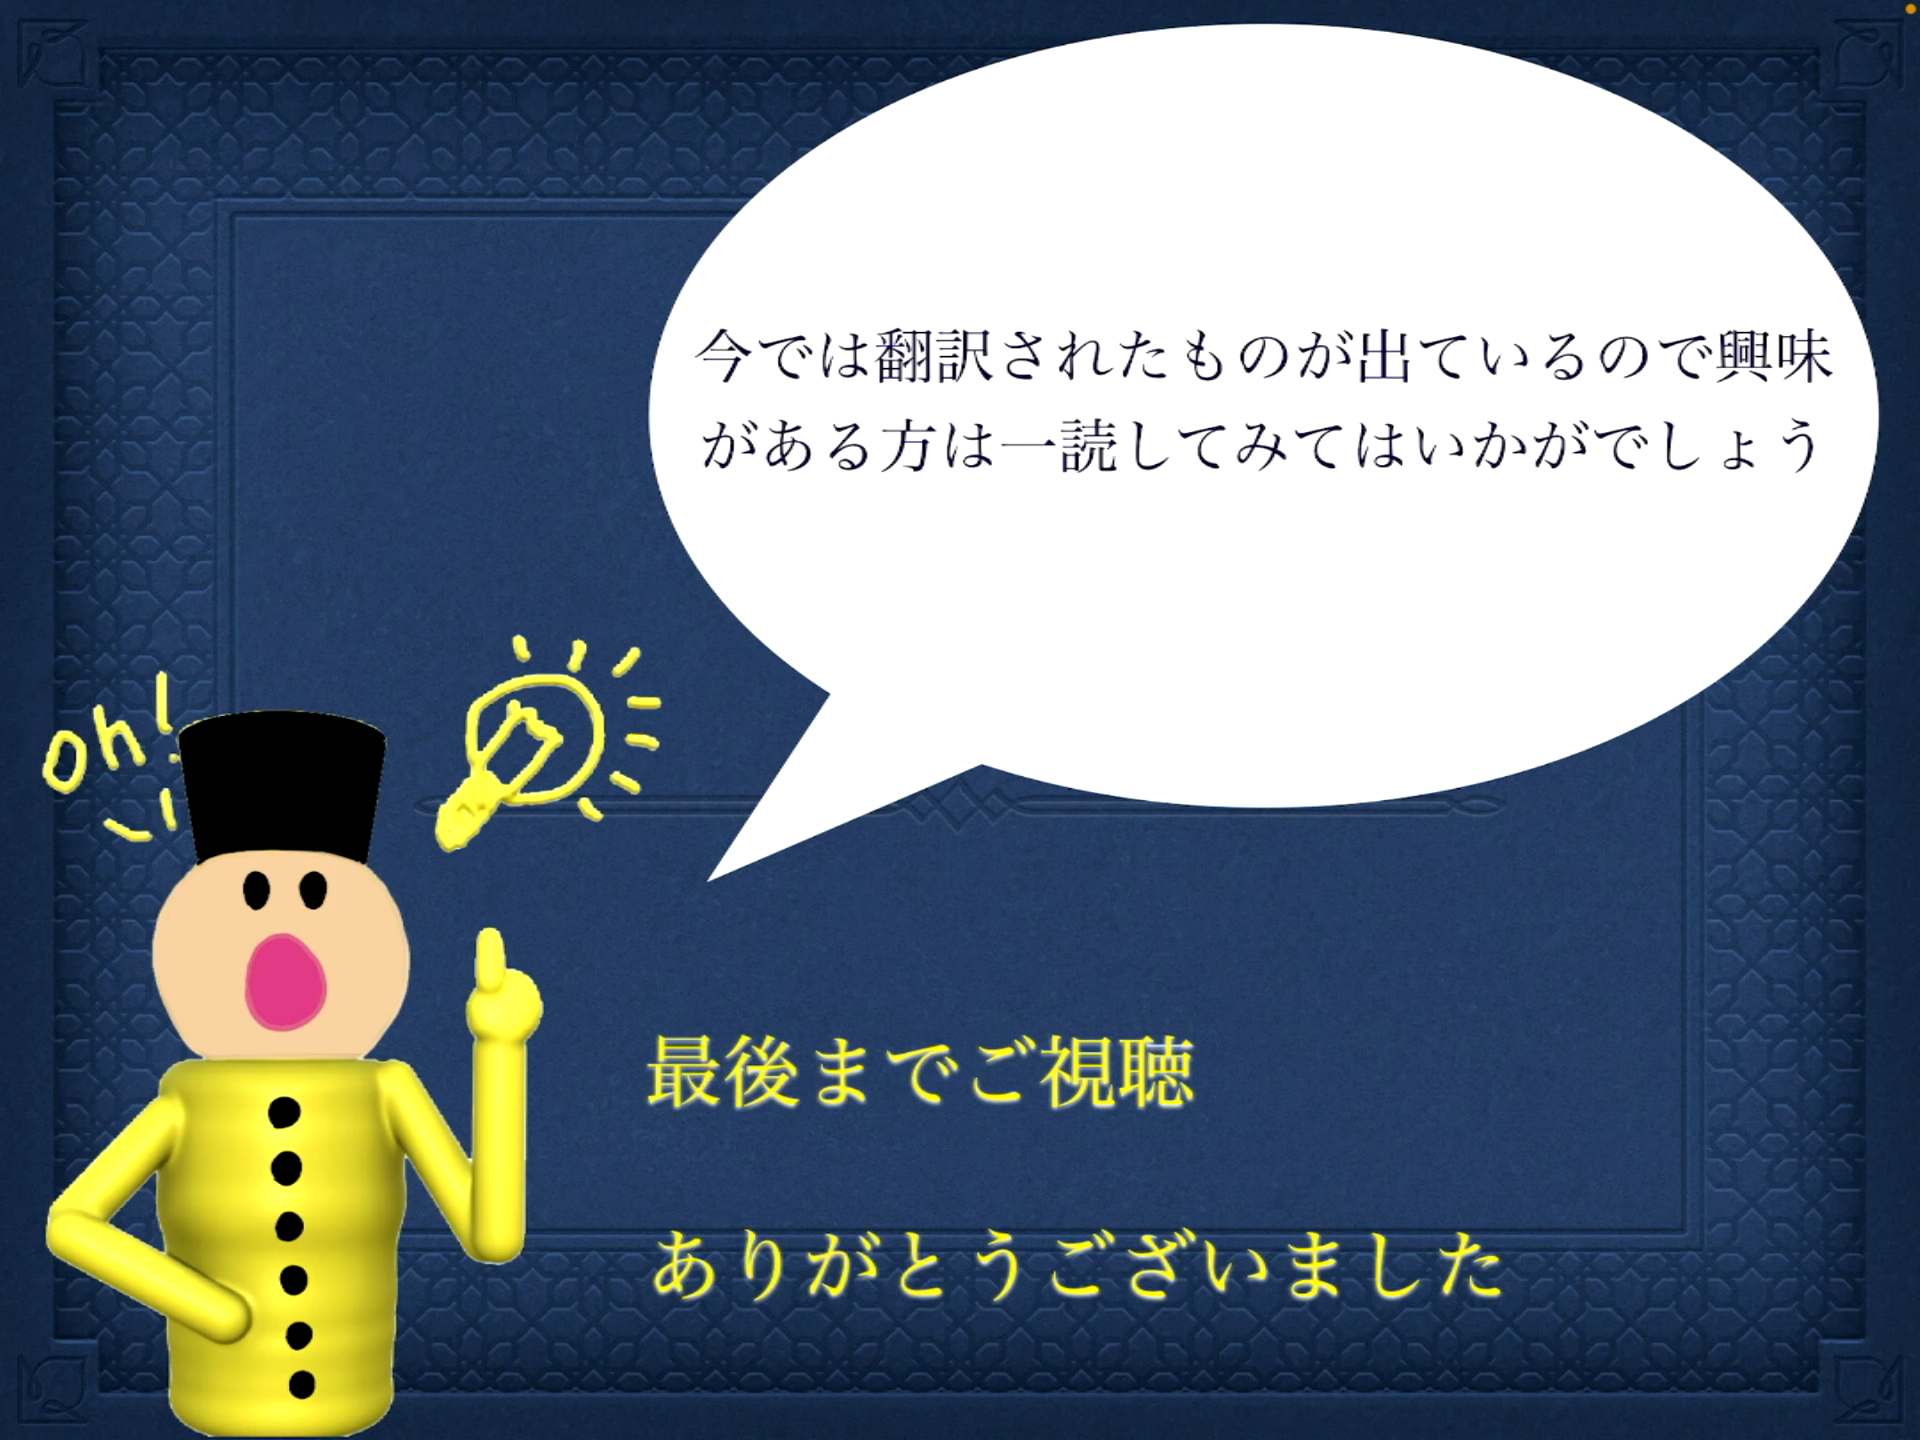 今では翻訳されたものが出ているので興味
がある方は一読してみてはいかがでしょう
oh!
最後までご視聴
ありがとうございました